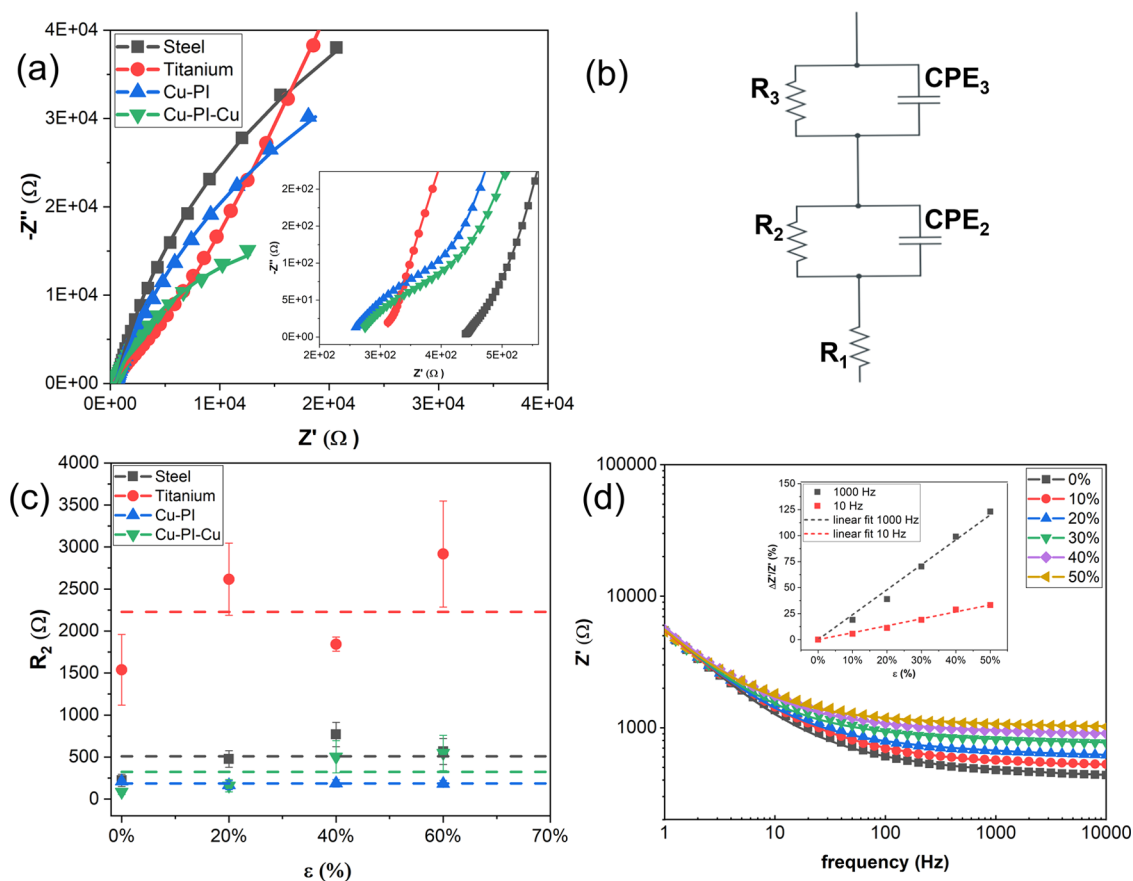 (a)
4E+04
3E+04
2E+04
1E+04
0E+00
-Z'' (Ω)
Steel
Titanium
Cu-PI
Cu-PI-Cu
2E+02
2E+02
1E+02
5E+01
0E+00
-Z'' (Ω)
2E+02
3E+02
4E+02
5E+02
Z' (Ω)
0E+00
1E+04
2E+04
3E+04
4E+04
Z' (Ω)
(b)
R3
CPE3
R2
CPE2
R1
(c)
4000
3500
3000
2500
2000
1500
1000
500
0
R2 (Ω)
Steel
Titanium
Cu-PI
Cu-PI-Cu
0%
20%
30%
40%
50%
60%
70%
ε (%)
(d)
100000
10000
1000
Z' (Ω)
0%
10%
20%
30%
40%
50%
150
125
100
75
50
25
0
ΔZ'/Z' (%)
1000 Hz
10 Hz
linear fit 1000 Hz
linear fit 10 Hz
0%
10%
20%
30%
40%
50%
ε (%)
1
10
100
1000
10000
frequency (Hz)